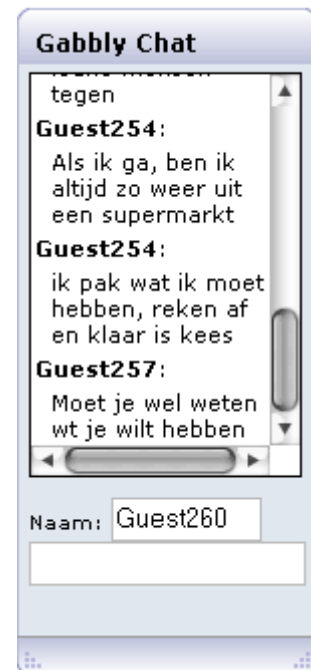 Gabbly Chat
tegen
Guest254:
Als ik ga, ben ik
altijd zo weer uit
een supermarkt
Guest254:
ik pak wat ik moet
hebben, reken af
en klaar is kees
Guest257:
Moet je wel weten
wt je wilt hebben
Naam: Guest260